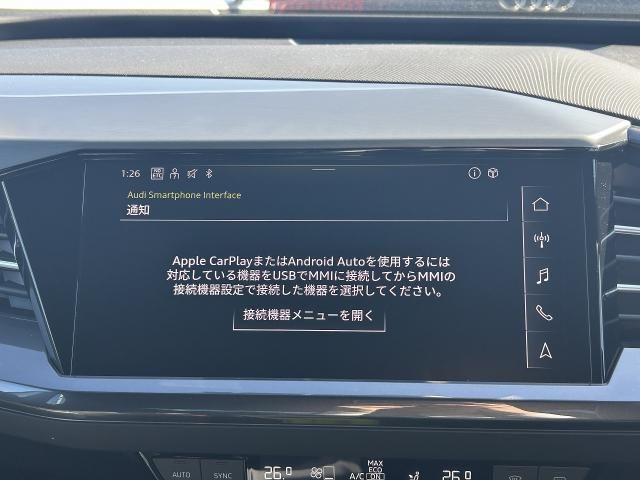 1:26
Audi Smartphone Interface
通知
Apple CarPlayまたはAndroid Autoを使用するには
対応している機器をUSBでMMIに接続してからMMIの
接続機器設定で接続した機器を選択してください。
接続機器メニューを開く
AUTO
SYNC
26.0
A/C
MAX
ECO
ON
26.0